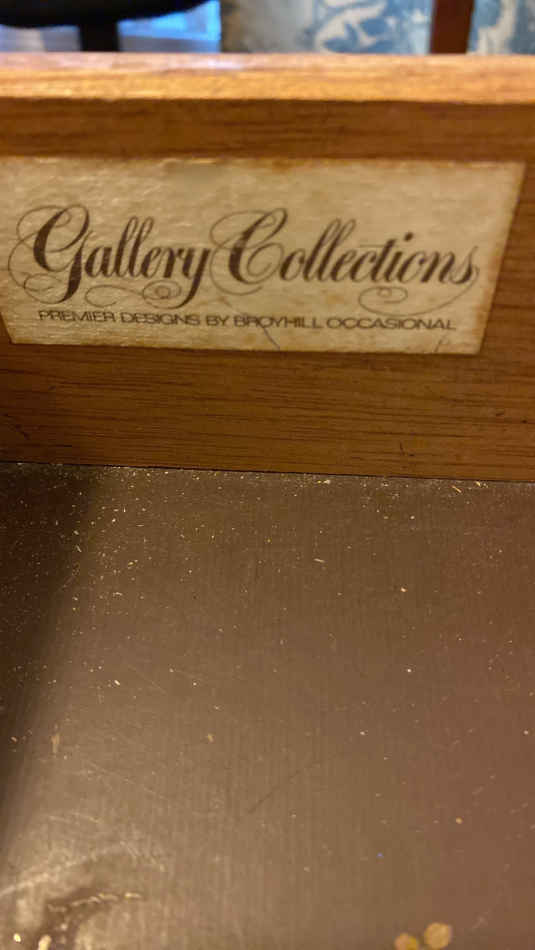 Gallery Collections
PREMIER DESIGNS BY BROYHILL OCCASIONAL